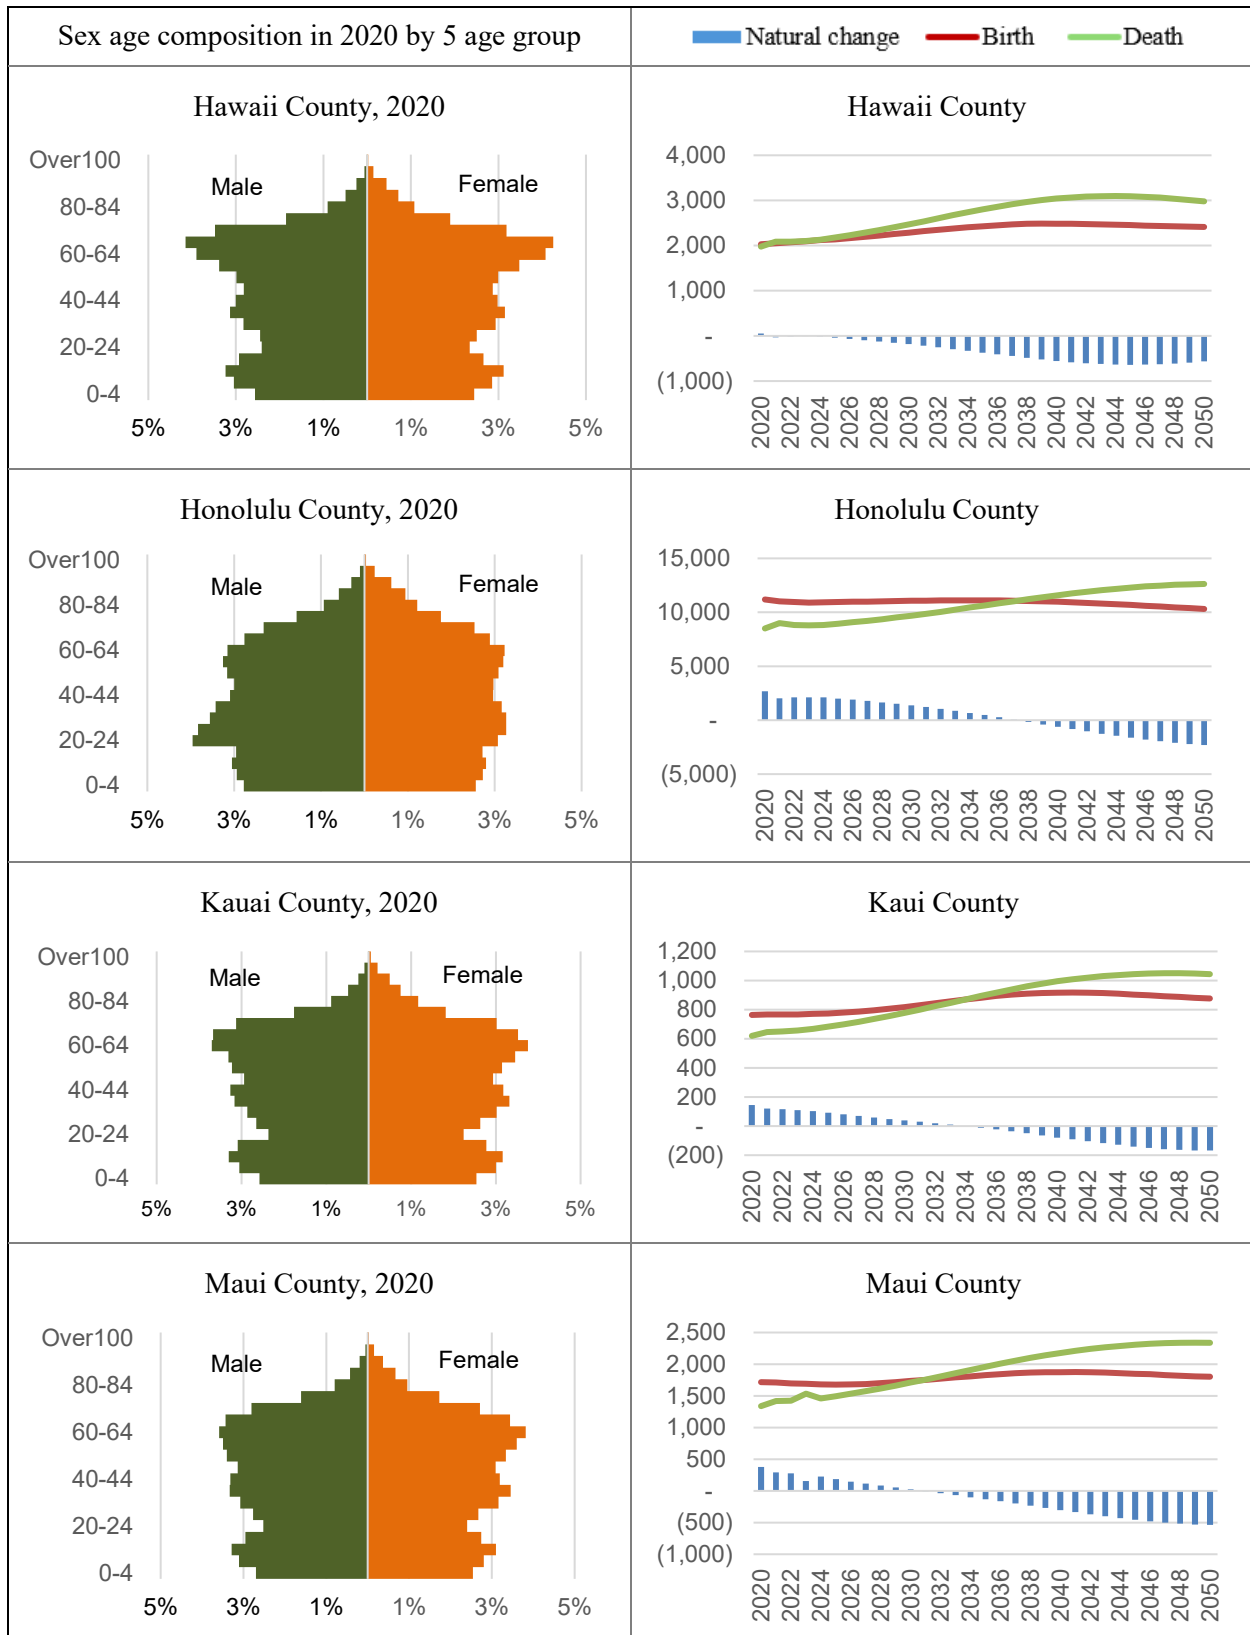 Sex age composition in 2020 by 5 age group
Natural change Birth Death
Hawaii County, 2020
Over100
80-84
60-64
40-44
20-24
0-4
Male
Female
5% 3% 1% 1% 3% 5%
Hawaii County
4,000
3,000
2,000
1,000
-
(1,000)
2020 2022 2024 2026 2028 2030 2032 2034 2036 2038 2040 2042 2044 2046 2048 2050
Honolulu County, 2020
Over100
80-84
60-64
40-44
20-24
0-4
Male
Female
5% 3% 1% 1% 3% 5%
Honolulu County
15,000
10,000
5,000
-
(5,000)
2020 2022 2024 2026 2028 2030 2032 2034 2036 2038 2040 2042 2044 2046 2048 2050
Kauai County, 2020
Over100
80-84
60-64
40-44
20-24
0-4
Male
Female
5% 3% 1% 1% 3% 5%
Kaui County
1,200
1,000
800
600
400
200
-
(200)
2020 2022 2024 2026 2028 2030 2032 2034 2036 2038 2040 2042 2044 2046 2048 2050
Maui County, 2020
Over100
80-84
60-64
40-44
20-24
0-4
Male
Female
5% 3% 1% 1% 3% 5%
Maui County
2,500
2,000
1,500
1,000
500
-
(500)
(1,000)
2020 2022 2024 2026 2028 2030 2032 2034 2036 2038 2040 2042 2044 2046 2048 2050